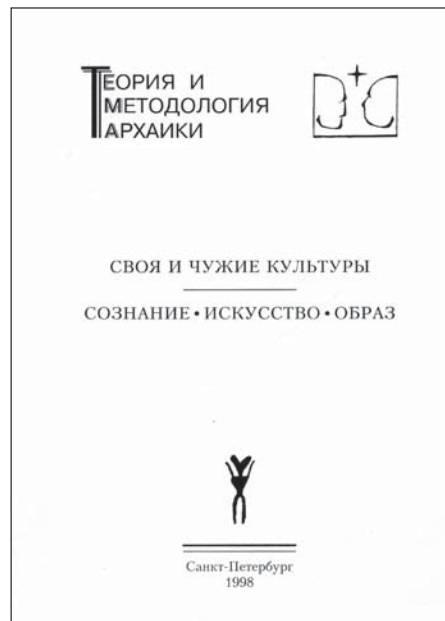 ТЕОРИЯ И
МЕТОДОЛОГИЯ
АРХАИКИ
СВОЯ И ЧУЖИЕ КУЛЬТУРЫ
СОЗНАНИЕ • ИСКУССТВО • ОБРАЗ
Санкт-Петербург
1998